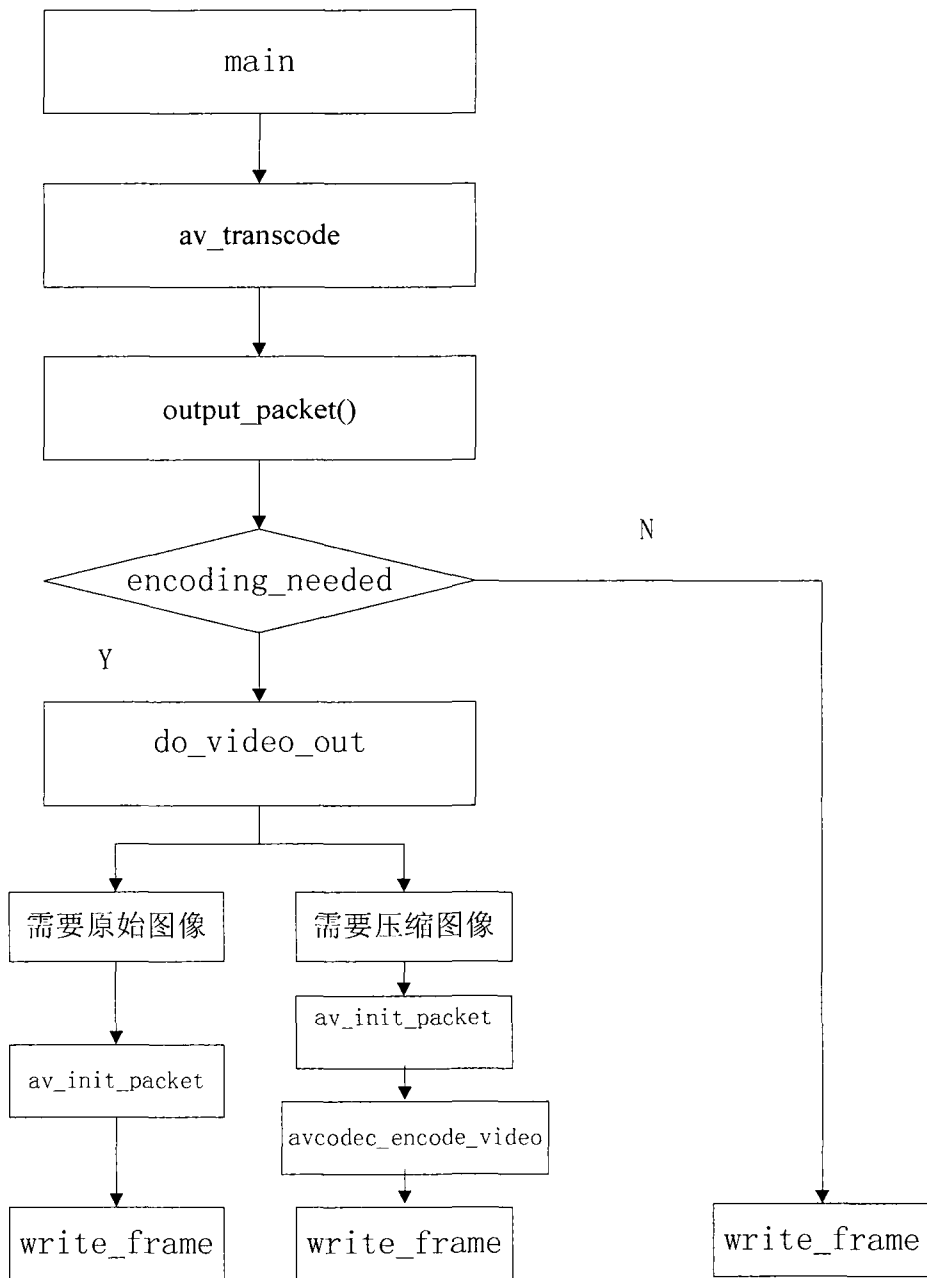 main
av_transcode
output_packet()
N
encoding_needed
Y
do_video_out
需要原始图像
需要压缩图像
av_init_packet
av_init_packet
avcodec_encode_video
write_frame
write_frame
write_frame